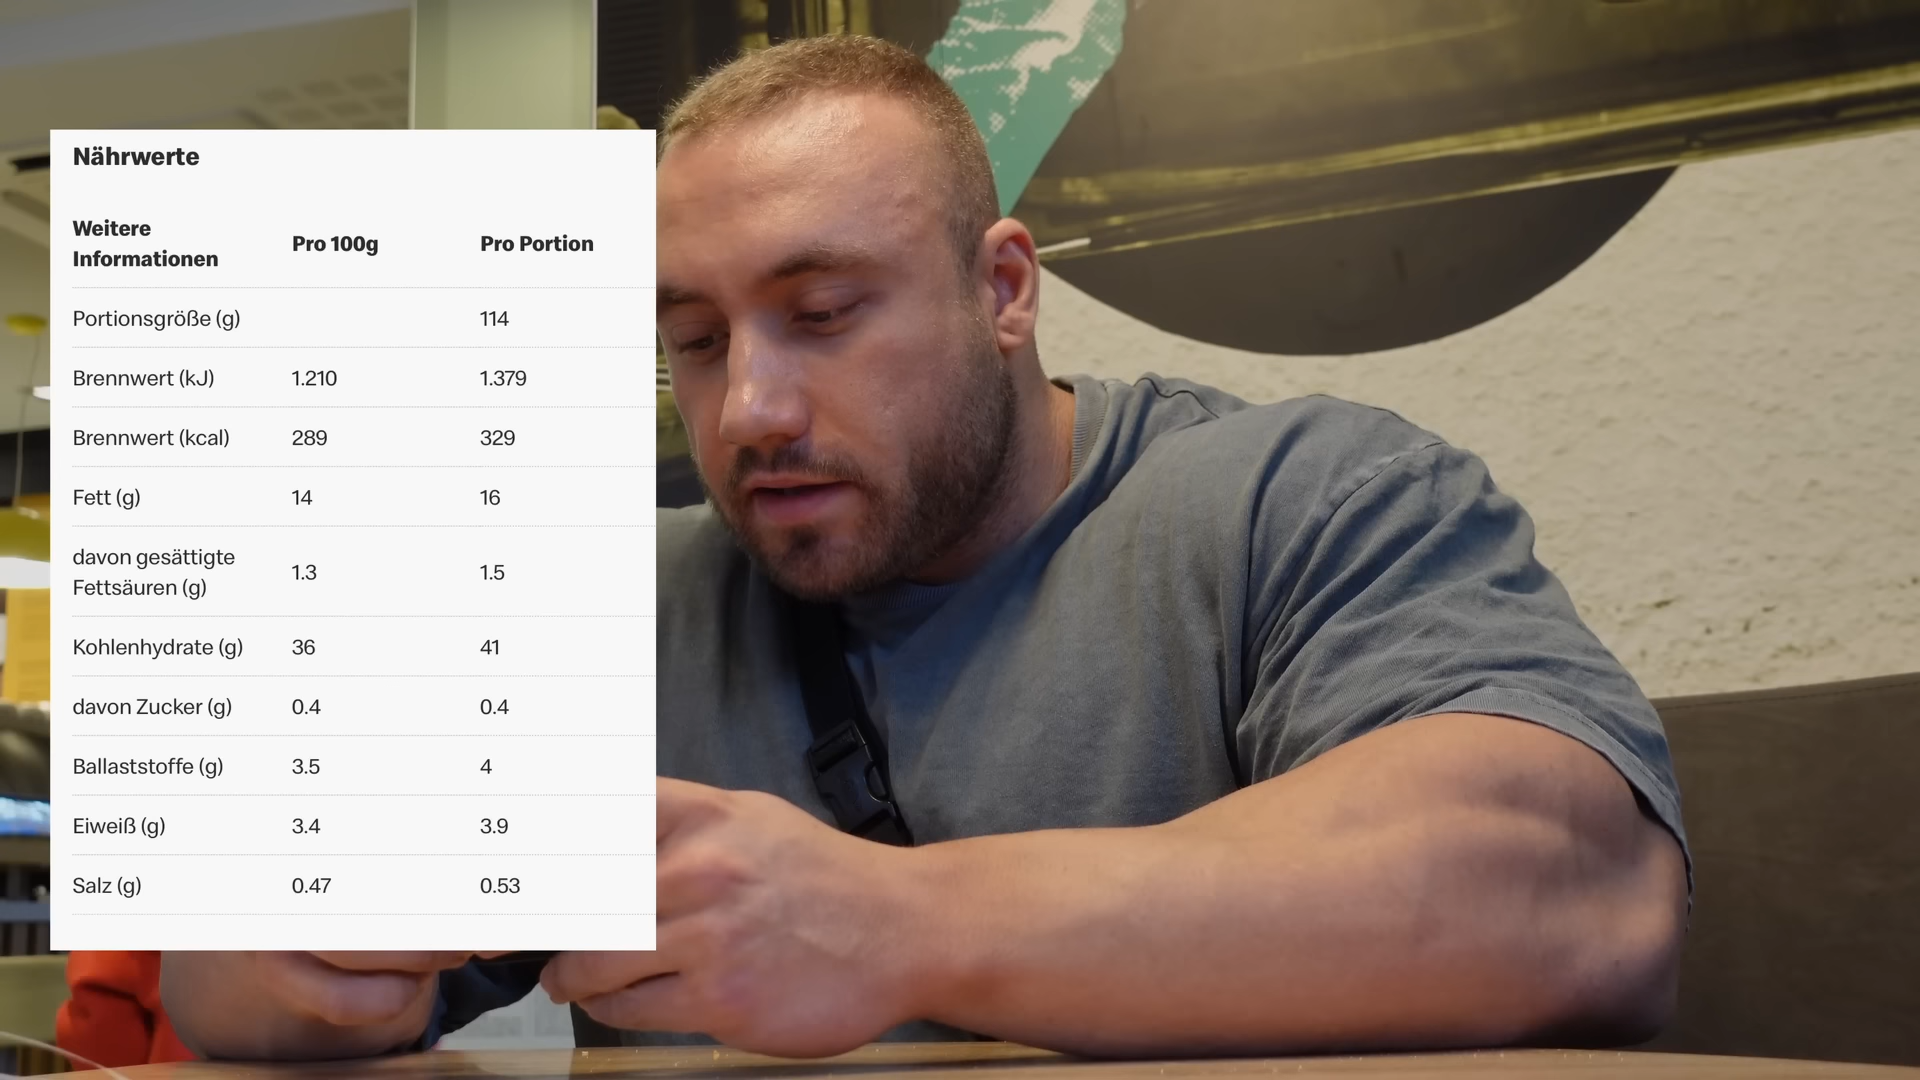 Nährwerte
Weitere Informationen Pro 100g Pro Portion
Portionsgröße (g) 114
Brennwert (kJ) 1.210 1.379
Brennwert (kcal) 289 329
Fett (g) 14 16
davon gesättigte Fettsäuren (g) 1.3 1.5
Kohlenhydrate (g) 36 41
davon Zucker (g) 0.4 0.4
Ballaststoffe (g) 3.5 4
Eiweiß (g) 3.4 3.9
Salz (g) 0.47 0.53